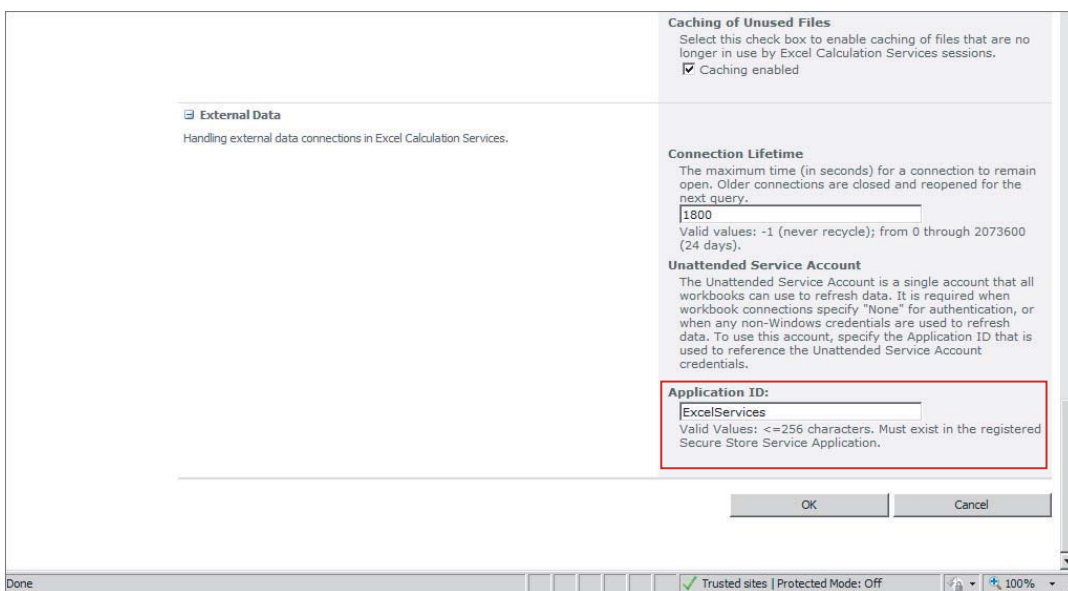 Caching of Unused Files
Select this check box to enable caching of files that are no
longer in use by Excel Calculation Services sessions.
Caching enabled
External Data
Handling external data connections in Excel Calculation Services.
Connection Lifetime
The maximum time (in seconds) for a connection to remain
open. Older connections are closed and reopened for the
next query.
1800
Valid values: -1 (never recycle); from 0 through 2073600
(24 days).
Unattended Service Account
The Unattended Service Account is a single account that all
workbooks can use to refresh data. It is required when
workbook connections specify "None" for authentication, or
when any non-Windows credentials are used to refresh
data. To use this account, specify the Application ID that is
used to reference the Unattended Service Account
credentials.
Application ID:
ExcelServices
Valid Values: <=256 characters. Must exist in the registered
Secure Store Service Application.
OK Cancel
Done Trusted sites | Protected Mode: Off 100%